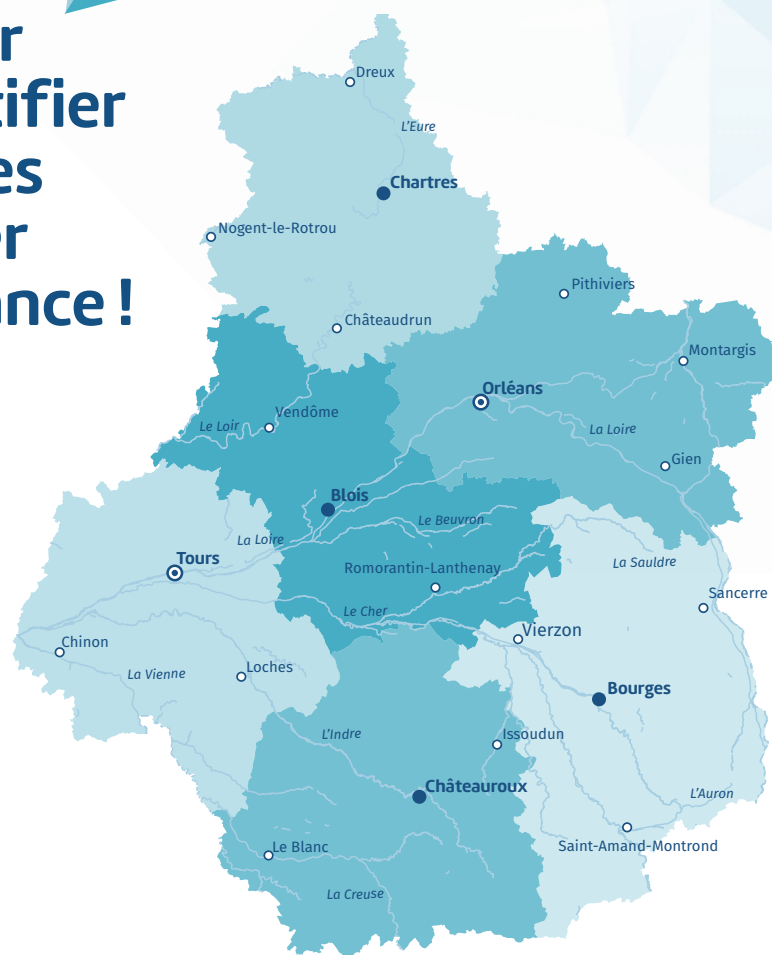 r
tifier
es
er
ance !
Dreux
L'Eure
Chartres
Nogent-le-Rotrou
Châteaudrun
Pithiviers
Montargis
Orléans
Vendôme
Le Loir
La Loire
Gien
Blois
Le Beuvron
La Loire
Tours
Romorantin-Lanthenay
La Sauldre
Sancerre
Le Cher
Vierzon
Chinon
Loches
La Vienne
Bourges
L'Indre
Issoudun
Châteauroux
L'Auron
Le Blanc
Saint-Amand-Montrond
La Creuse